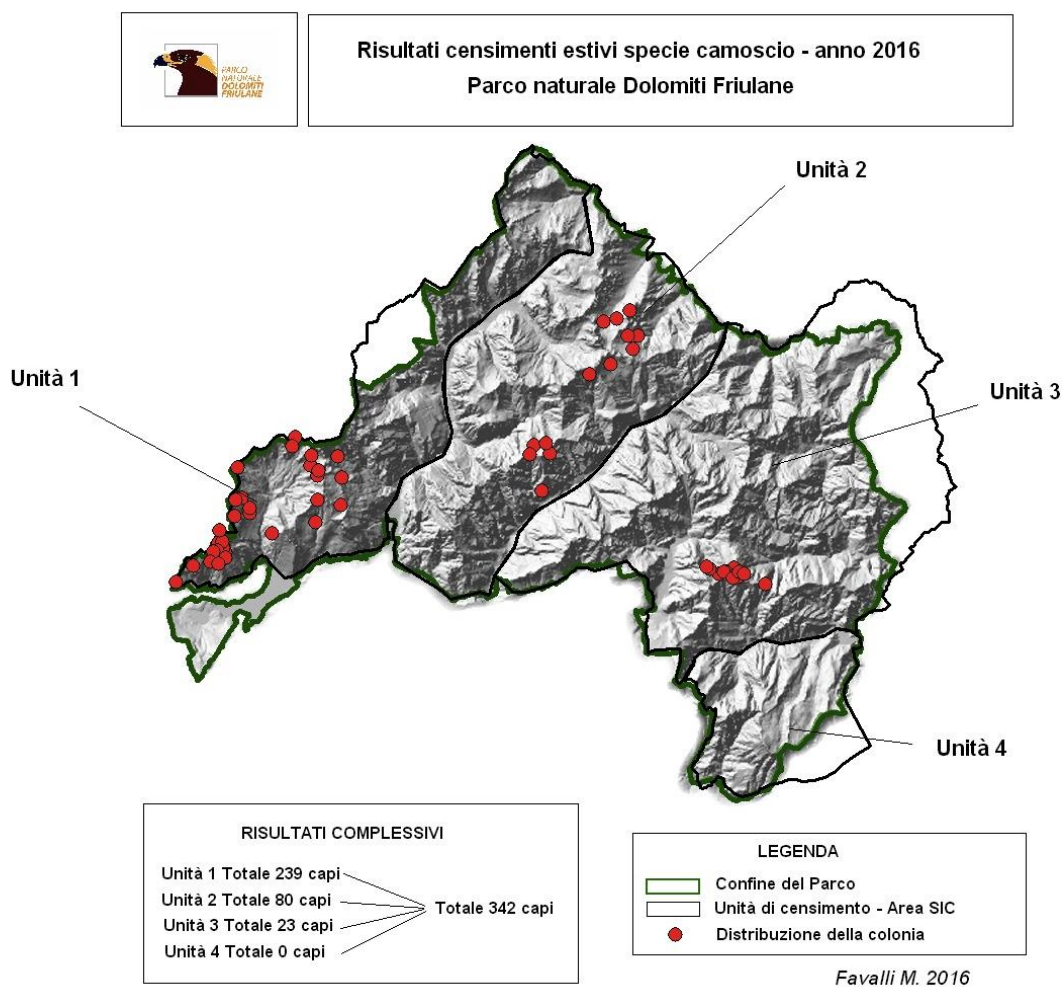 PARCO
NATURALE
DOLOMITI
FRIULANE
Risultati censimenti estivi specie camoscio - anno 2016
Parco naturale Dolomiti Friulane
Unità 2
Unità 1
Unità 3
Unità 4
RISULTATI COMPLESSIVI
Unità 1 Totale 239 capi
Unità 2 Totale 80 capi
Unità 3 Totale 23 capi
Unità 4 Totale 0 capi
Totale 342 capi
LEGENDA
Confine del Parco
Unità di censimento - Area SIC
Distribuzione della colonia
Favalli M. 2016